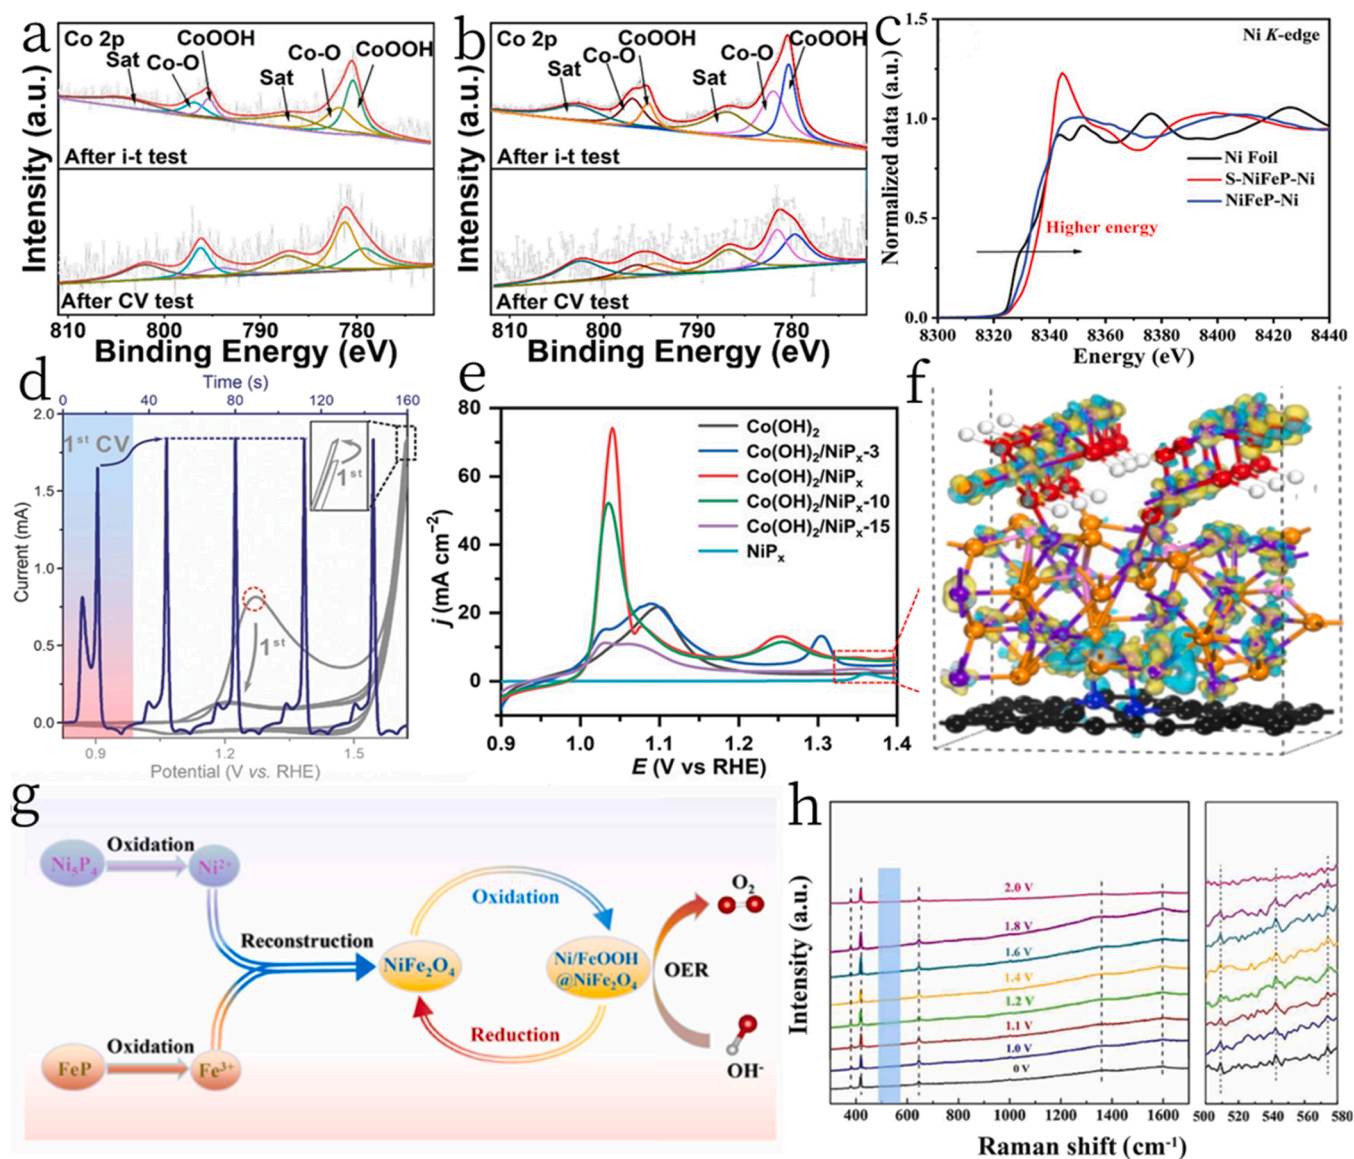 a
Co 2p
CoOOH
Sat
Co-O
Sat
Co-O
CoOOH
After i-t test
After CV test
Intensity (a.u.)
810 800 790 780
Binding Energy (eV)
b
Co 2p
CoOOH
Co-O
Sat
Sat
Co-O
CoOOH
After i-t test
After CV test
Intensity (a.u.)
810 800 790 780
Binding Energy (eV)
c
Ni K-edge
Normalized data (a.u.)
1.5
1.0
0.5
0.0
Ni Foil
S-NiFeP-Ni
NiFeP-Ni
Higher energy
8300 8320 8340 8360 8380 8400 8420 8440
Energy (eV)
d
Time (s)
0 40 80 120 160
1st CV
1st
1st
Current (mA)
2.0
1.5
1.0
0.5
0.0
0.9 1.2 1.5
Potential (V vs. RHE)
e
j (mA cm⁻²)
80
60
40
20
0
Co(OH)₂
Co(OH)₂/NiPₓ-3
Co(OH)₂/NiPₓ
Co(OH)₂/NiPₓ-10
Co(OH)₂/NiPₓ-15
NiPₓ
0.9 1.0 1.1 1.2 1.3 1.4
E (V vs RHE)
f
g
Ni₅P₄
Oxidation
Ni²⁺
Reconstruction
FeP
Oxidation
Fe³⁺
NiFe₂O₄
Oxidation
Reduction
Ni/FeOOH
@NiFe₂O₄
OER
O₂
OH⁻
h
Intensity (a.u.)
2.0 V
1.8 V
1.6 V
1.4 V
1.2 V
1.1 V
1.0 V
0 V
400 600 800 1000 1200 1400 1600
500 520 540 560 580
Raman shift (cm⁻¹)